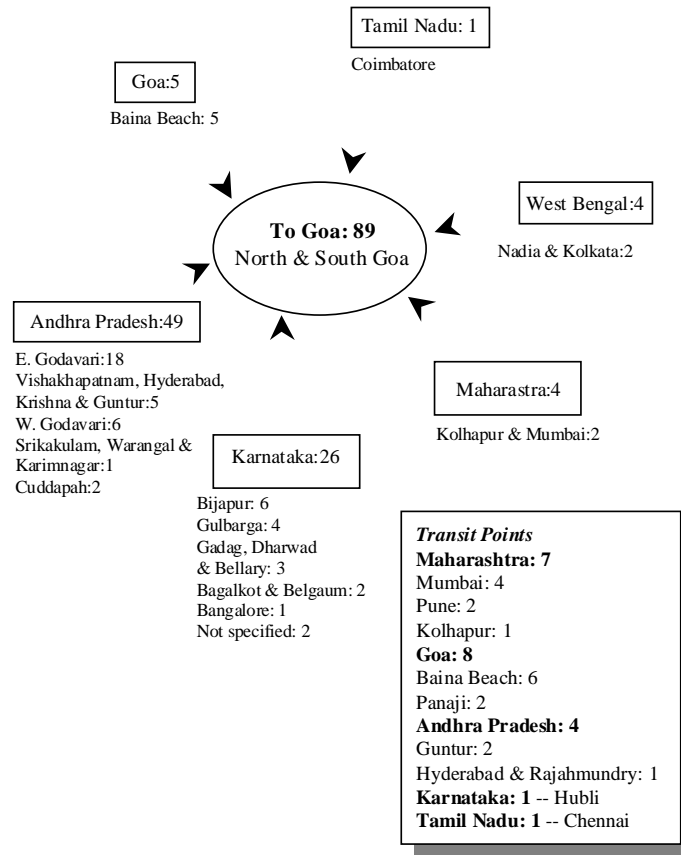 Tamil Nadu: 1
Coimbatore
Goa:5
Baina Beach: 5
West Bengal:4
Nadia & Kolkata:2
To Goa: 89
North & South Goa
Andhra Pradesh:49
E. Godavari:18
Vishakhapatnam, Hyderabad,
Krishna & Guntur:5
W. Godavari:6
Srikakulam, Warangal &
Karimnagar:1
Cuddapah:2
Maharastra:4
Kolhapur & Mumbai:2
Karnataka:26
Bijapur: 6
Gulbarga: 4
Gadag, Dharwad
& Bellary: 3
Bagalkot & Belgaum: 2
Bangalore: 1
Not specified: 2
Transit Points
Maharashtra: 7
Mumbai: 4
Pune: 2
Kolhapur: 1
Goa: 8
Baina Beach: 6
Panaji: 2
Andhra Pradesh: 4
Guntur: 2
Hyderabad & Rajahmundry: 1
Karnataka: 1 -- Hubli
Tamil Nadu: 1 -- Chennai